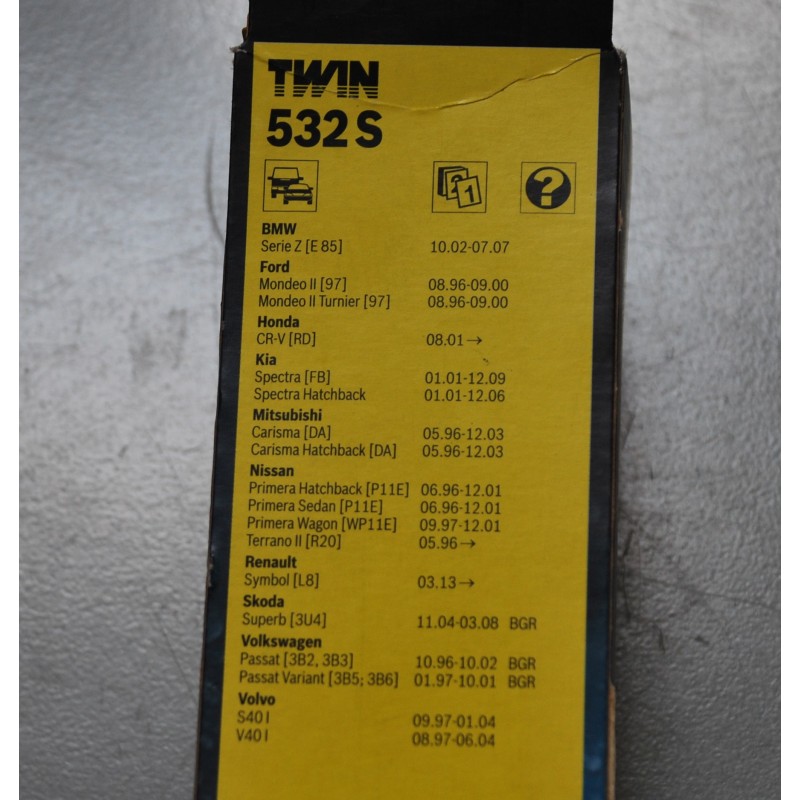 TWIN
532 S
2 1 ?
BMW
Serie Z [E 85] 10.02-07.07
Ford
Mondeo II [97] 08.96-09.00
Mondeo II Turnier [97] 08.96-09.00
Honda
CR-V [RD] 08.01→
Kia
Spectra [FB] 01.01-12.09
Spectra Hatchback 01.01-12.06
Mitsubishi
Carisma [DA] 05.96-12.03
Carisma Hatchback [DA] 05.96-12.03
Nissan
Primera Hatchback [P11E] 06.96-12.01
Primera Sedan [P11E] 06.96-12.01
Primera Wagon [WP11E] 09.97-12.01
Terrano II [R20] 05.96→
Renault
Symbol [L8] 03.13→
Skoda
Superb [3U4] 11.04-03.08 BGR
Volkswagen
Passat [3B2, 3B3] 10.96-10.02 BGR
Passat Variant [3B5; 3B6] 01.97-10.01 BGR
Volvo
S40 I 09.97-01.04
V40 I 08.97-06.04